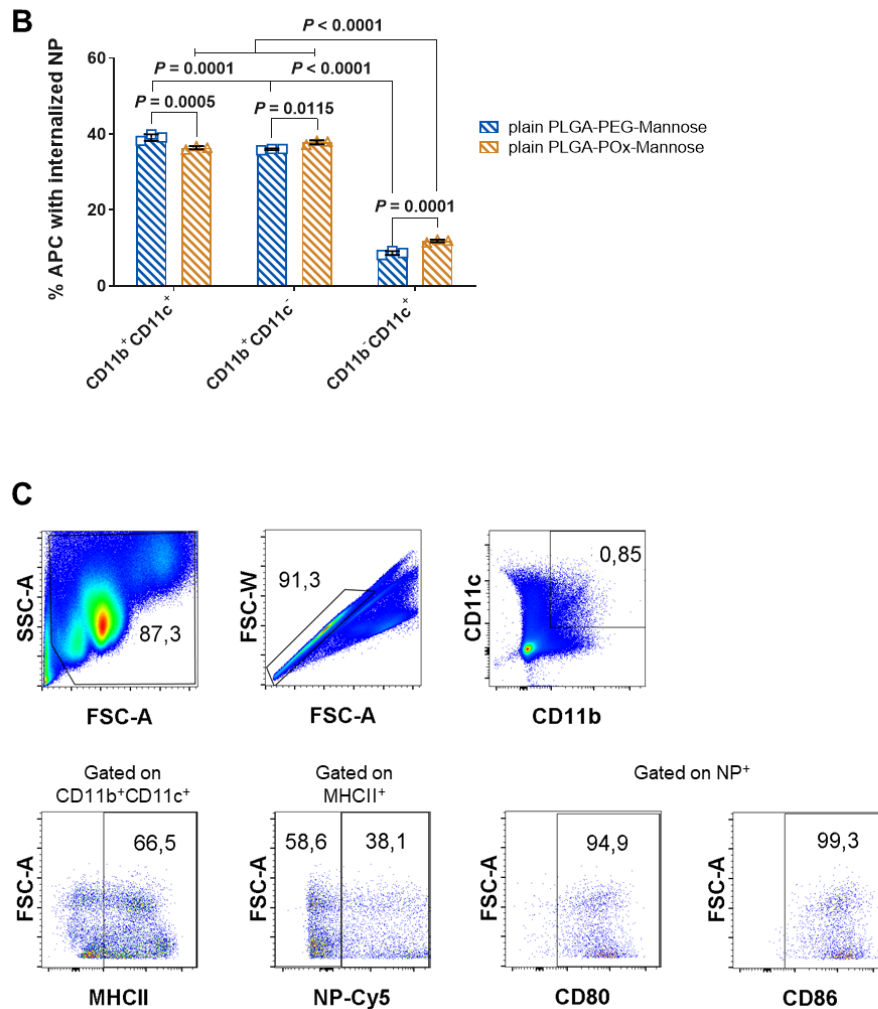 B
P < 0.0001
P = 0.0001
P < 0.0001
P = 0.0005
P = 0.0115
P = 0.0001
60
40
20
0
% APC with internalized NP
CD11b⁺CD11c⁺
CD11b⁺CD11c⁻
CD11b⁻CD11c⁺
plain PLGA-PEG-Mannose
plain PLGA-POx-Mannose
C
SSC-A
87,3
FSC-A
FSC-W
91,3
FSC-A
CD11c
0,85
CD11b
Gated on
CD11b⁺CD11c⁺
Gated on
MHCII⁺
Gated on NP⁺
FSC-A
66,5
MHCII
FSC-A
58,6
38,1
NP-Cy5
FSC-A
94,9
CD80
FSC-A
99,3
CD86